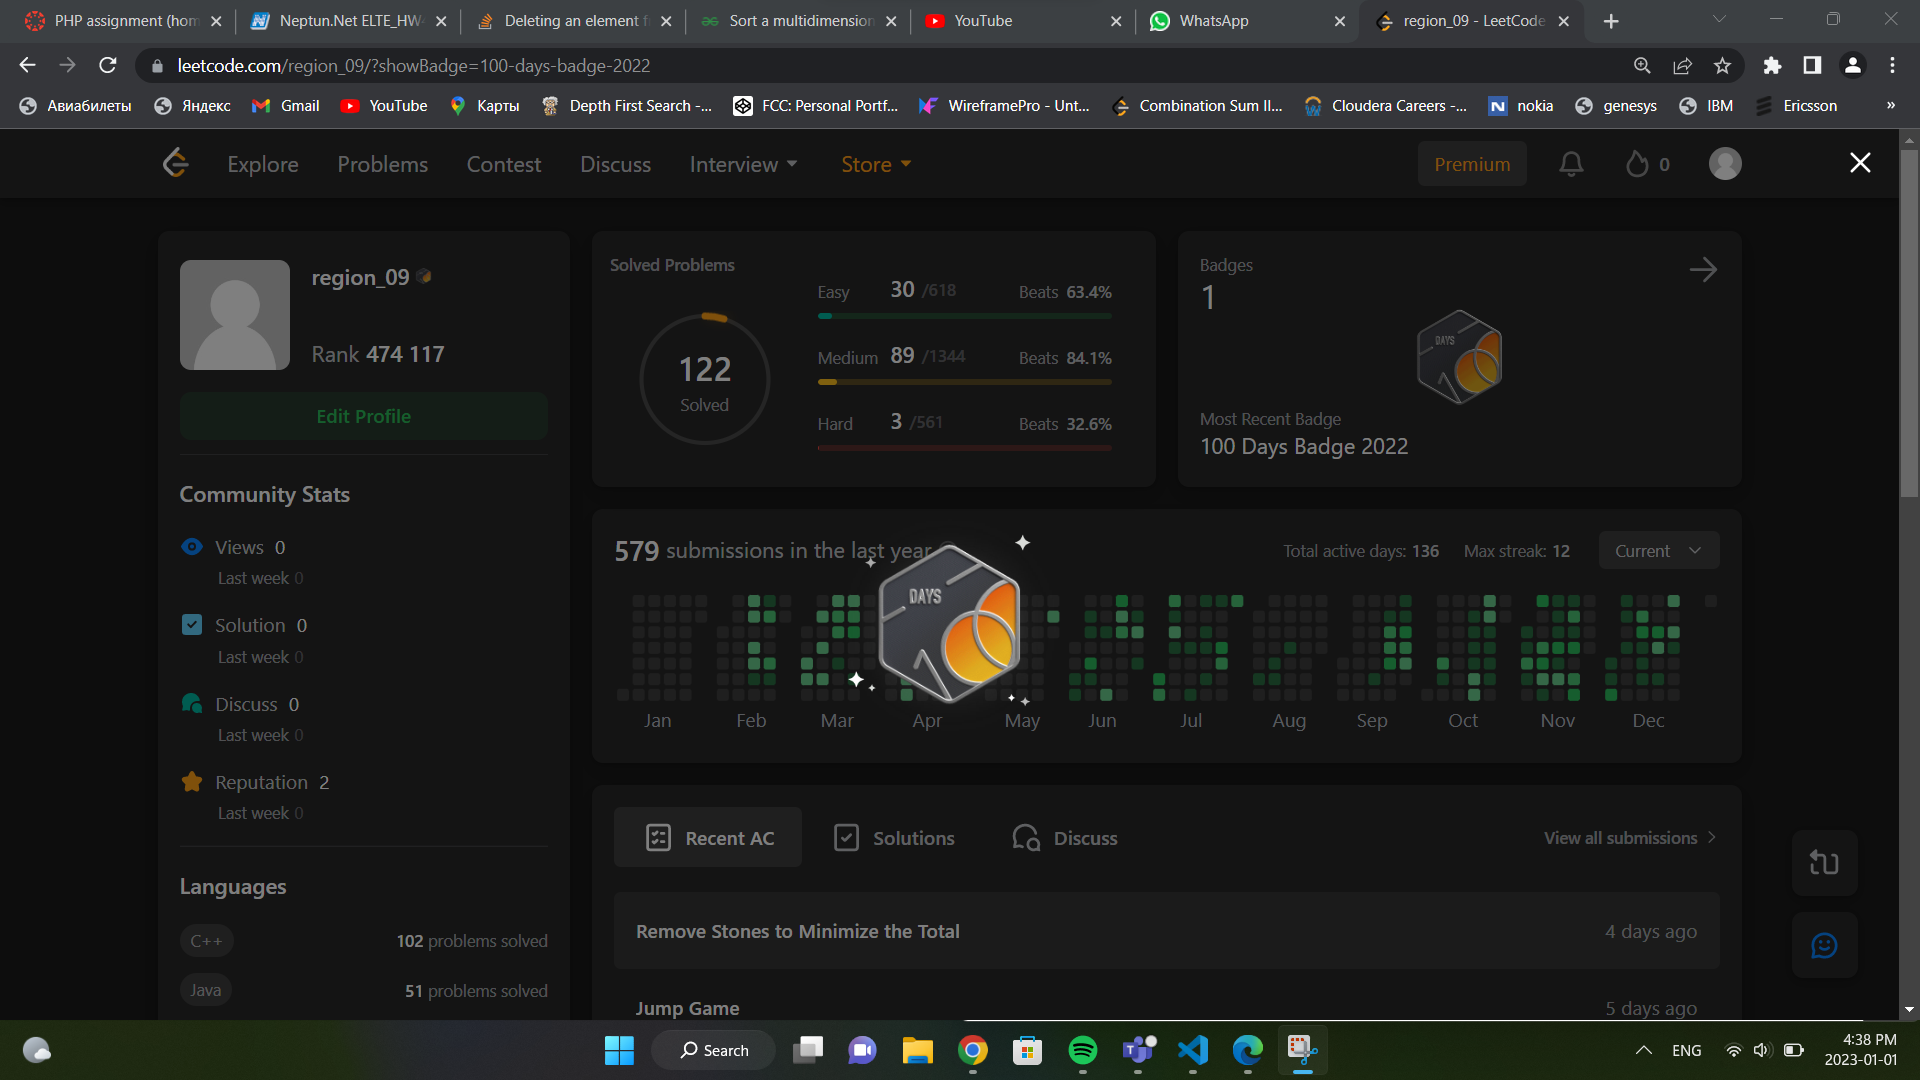 PHP assignment (hom
Neptun.Net ELTE_HW
Deleting an element f
Sort a multidimension
YouTube
WhatsApp
region_09 - LeetCode
leetcode.com/region_09/?showBadge=100-days-badge-2022
Авиабилеты
Яндекс
Gmail
YouTube
Карты
Depth First Search -...
FCC: Personal Portf...
WireframePro - Unt...
Combination Sum II...
Cloudera Careers -...
nokia
genesys
IBM
Ericsson
»
Explore
Problems
Contest
Discuss
Interview
Store
Premium
0
region_09
Rank 474 117
Edit Profile
Community Stats
Views 0
Last week 0
Solution 0
Last week 0
Discuss 0
Last week 0
Reputation 2
Last week 0
Languages
C++
102 problems solved
Java
51 problems solved
Solved Problems
122
Solved
Easy 30 /618 Beats 63.4%
Medium 89 /1344 Beats 84.1%
Hard 3 /561 Beats 32.6%
Badges
1
DAYS
Most Recent Badge
100 Days Badge 2022
579 submissions in the last year
Total active days: 136
Max streak: 12
Current
DAYS
Jan Feb Mar Apr May Jun Jul Aug Sep Oct Nov Dec
Recent AC
Solutions
Discuss
View all submissions
Remove Stones to Minimize the Total
4 days ago
Jump Game
5 days ago
Search
ENG
4:38 PM
2023-01-01